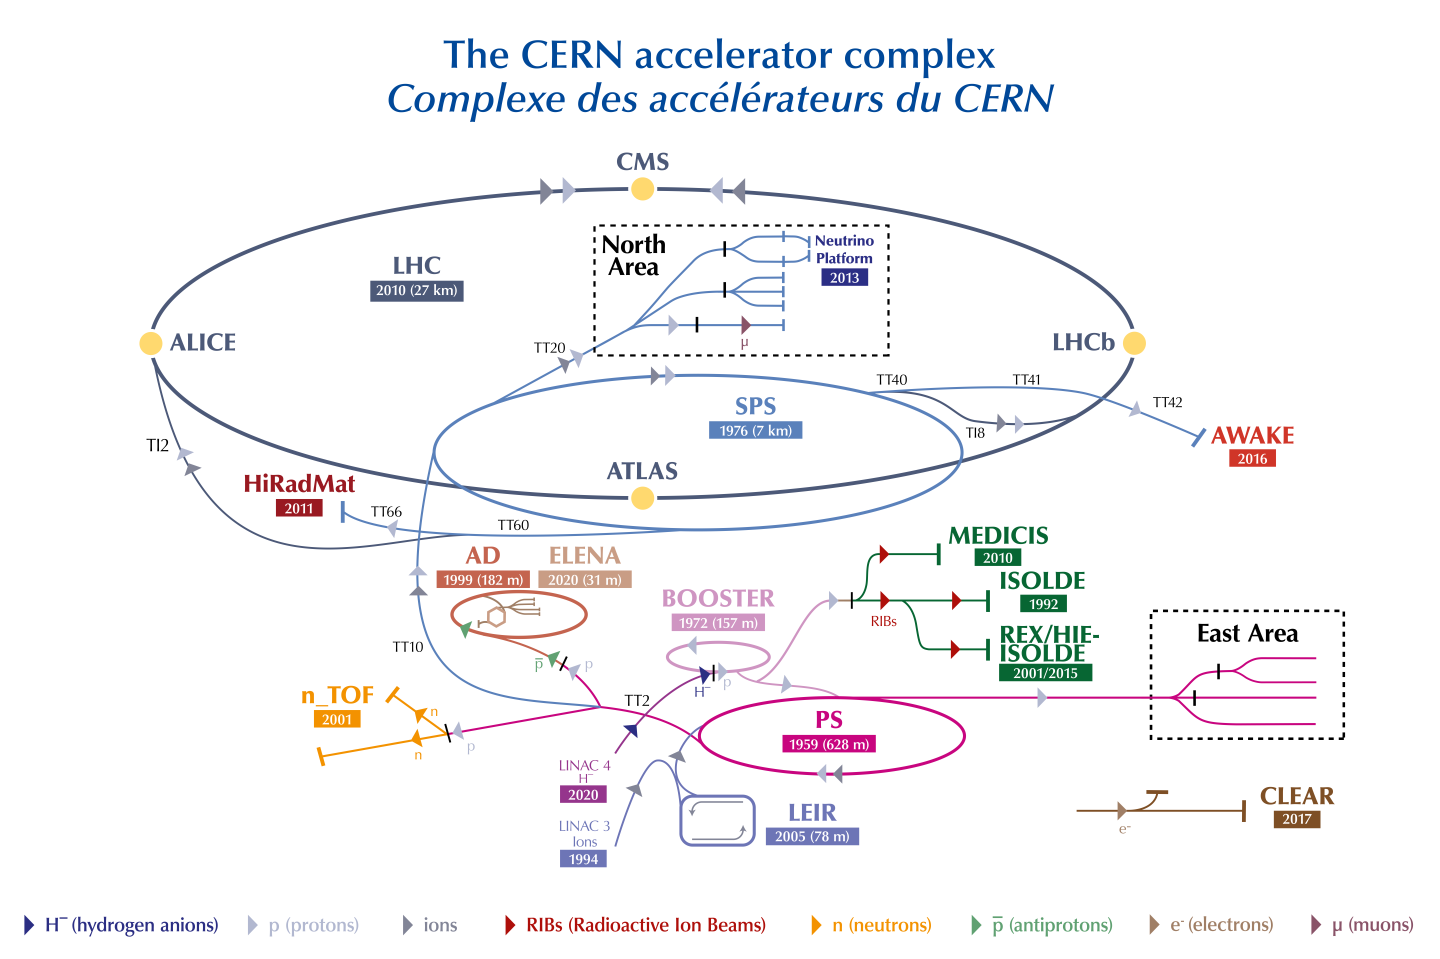 The CERN accelerator complex
Complexe des accélérateurs du CERN
CMS
North
Area
Neutrino
Platform
2013
LHC
2010 (27 km)
ALICE
LHCb
TT20
µ
TT40
TT41
TT42
SPS
1976 (7 km)
TI8
AWAKE
2016
TI2
ATLAS
HiRadMat
2011
TT66
TT60
AD
1999 (182 m)
ELENA
2020 (31 m)
MEDICIS
2010
ISOLDE
1992
BOOSTER
1972 (157 m)
RIBs
REX/HIE-
ISOLDE
2001/2015
East Area
TT10
p̅
p
H⁻
p
TT2
n_TOF
2001
n
n
p
PS
1959 (628 m)
LINAC 4
H⁻
2020
LINAC 3
Ions
1994
LEIR
2005 (78 m)
CLEAR
2017
e⁻
H⁻ (hydrogen anions)
p (protons)
ions
RIBs (Radioactive Ion Beams)
n (neutrons)
p̅ (antiprotons)
e⁻ (electrons)
µ (muons)